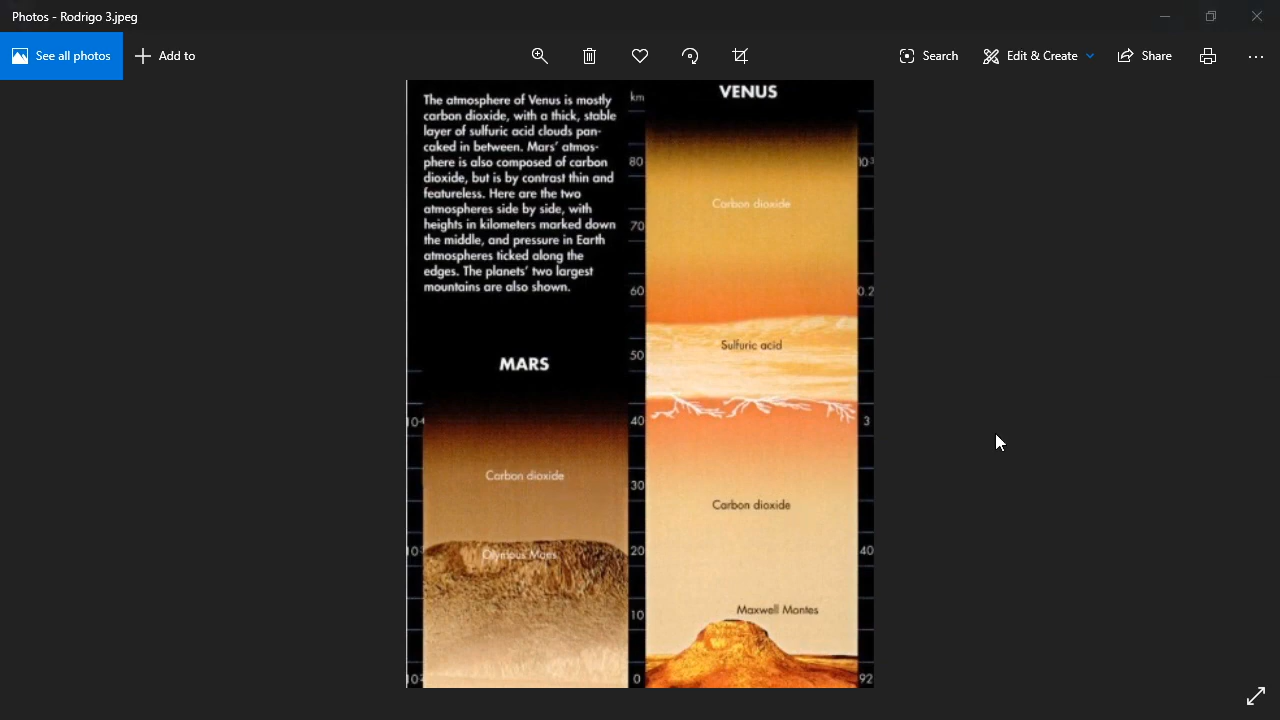 Photos - Rodrigo 3.jpeg
See all photos
Add to
Search
Edit & Create
Share
The atmosphere of Venus is mostly
carbon dioxide, with a thick, stable
layer of sulfuric acid clouds pan-
caked in between. Mars' atmos-
phere is also composed of carbon
dioxide, but is by contrast thin and
featureless. Here are the two
atmospheres side by side, with
heights in kilometers marked down
the middle, and pressure in Earth
atmospheres ticked along the
edges. The planets' two largest
mountains are also shown.
MARS
Carbon dioxide
Olympus Mons
km
80
70
60
50
40
30
20
10
0
VENUS
Carbon dioxide
Sulfuric acid
Carbon dioxide
Maxwell Montes
0.2
3
40
92